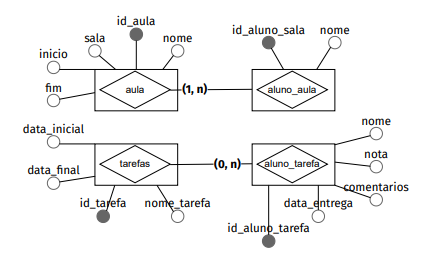 id_aula
sala
nome
inicio
fim
aula
(1, n)
id_aluno_sala
nome
aluno_aula
data_inicial
data_final
tarefas
id_tarefa
nome_tarefa
(0, n)
aluno_tarefa
nome
nota
comentarios
data_entrega
id_aluno_tarefa